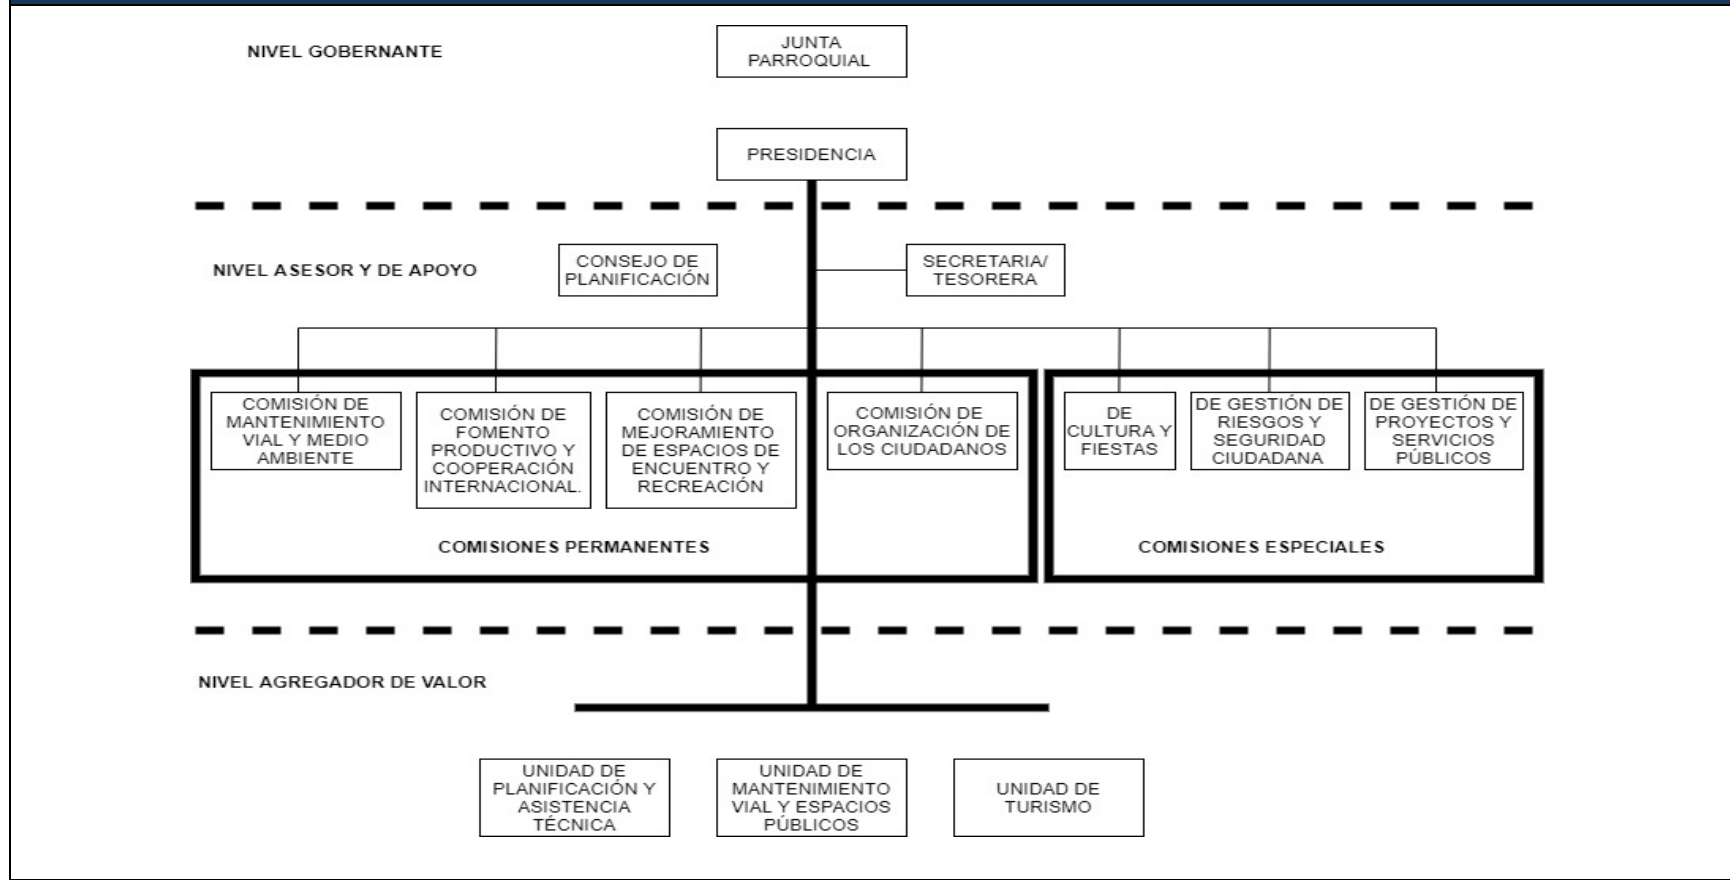 NIVEL GOBERNANTE
JUNTA
PARROQUIAL
PRESIDENCIA
NIVEL ASESOR Y DE APOYO
CONSEJO DE
PLANIFICACIÓN
SECRETARIA/
TESORERA
COMISIÓN DE
MANTENIMIENTO
VIAL Y MEDIO
AMBIENTE
COMISIÓN DE
FOMENTO
PRODUCTIVO Y
COOPERACIÓN
INTERNACIONAL.
COMISIÓN DE
MEJORAMIENTO
DE ESPACIOS DE
ENCUENTRO Y
RECREACIÓN
COMISIÓN DE
ORGANIZACIÓN DE
LOS CIUDADANOS
DE
CULTURA Y
FIESTAS
DE GESTIÓN DE
RIESGOS Y
SEGURIDAD
CIUDADANA
DE GESTIÓN DE
PROYECTOS Y
SERVICIOS
PÚBLICOS
COMISIONES PERMANENTES
COMISIONES ESPECIALES
NIVEL AGREGADOR DE VALOR
UNIDAD DE
PLANIFICACIÓN Y
ASISTENCIA
TÉCNICA
UNIDAD DE
MANTENIMIENTO
VIAL Y ESPACIOS
PÚBLICOS
UNIDAD DE
TURISMO